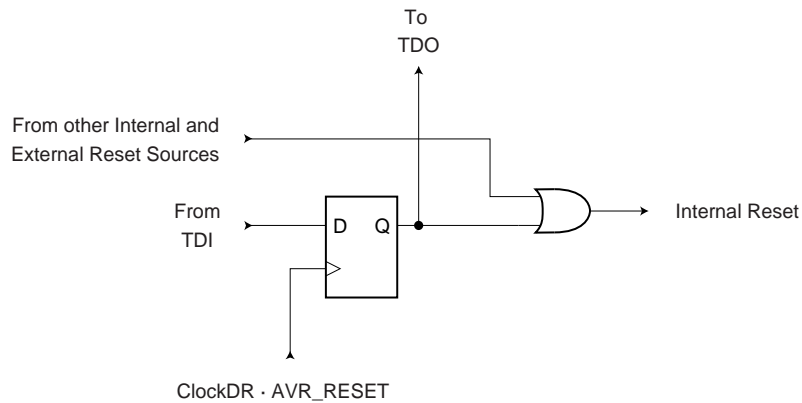 To
TDO
From other Internal and
External Reset Sources
From
TDI
D
Q
Internal Reset
ClockDR · AVR_RESET